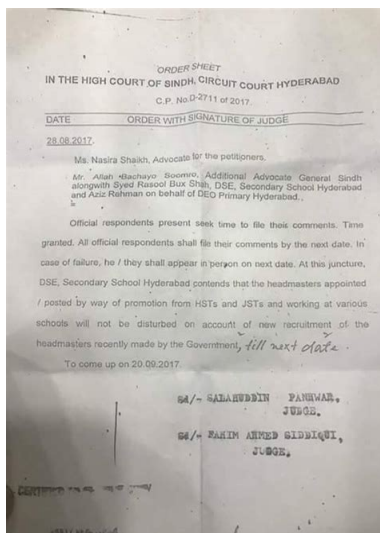 ORDER SHEET
IN THE HIGH COURT OF SINDH, CIRCUIT COURT HYDERABAD
C.P. No.D-2711 of 2017.
DATE ORDER WITH SIGNATURE OF JUDGE
28.08.2017.
Ms. Nasira Shaikh, Advocate for the petitioners.
Mr. Allah Bachayo Soomro, Additional Advocate General Sindh
alongwith Syed Rasool Bux Shah, DSE, Secondary School Hyderabad
and Aziz Rehman on behalf of DEO Primary Hyderabad.
Official respondents present seek time to file their comments. Time
granted. All official respondents shall file their comments by the next date. In
case of failure, he / they shall appear in person on next date. At this juncture,
DSE, Secondary School Hyderabad contends that the headmasters appointed
/ posted by way of promotion from HSTs and JSTs and working at various
schools will not be disturbed on account of new recruitment of the
headmasters recently made by the Government, till next date.
To come up on 20.09.2017.
Sd/- SALAHUDDIN PANHWAR,
JUDGE.
Sd/- FAHIM AHMED SIDDIQUI,
JUDGE.